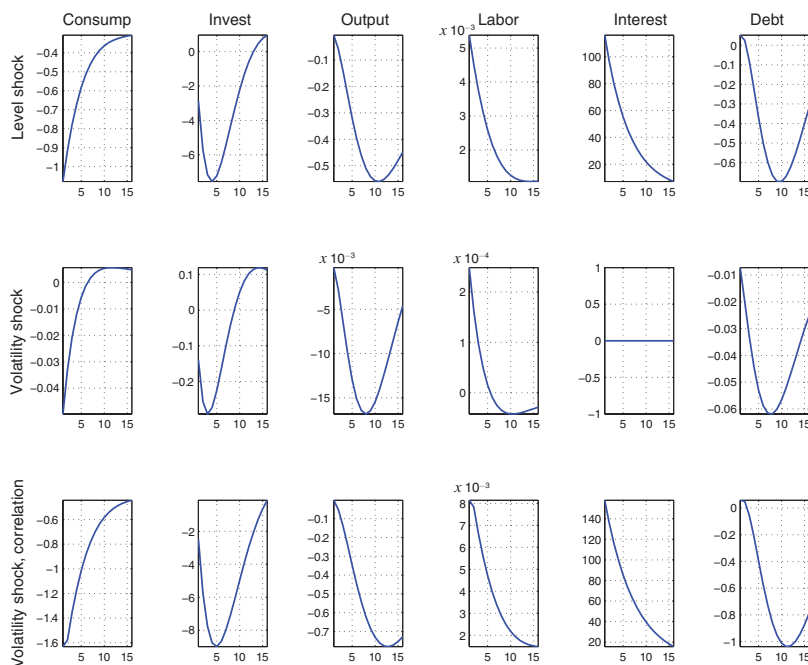 Consump Invest Output Labor Interest Debt
Level shock
x 10⁻³
−0.4 −0.5 −0.6 −0.7 −0.8 −0.9 −1
0 −2 −4 −6
−0.1 −0.2 −0.3 −0.4 −0.5
5 4 3 2
100 80 60 40 20
0 −0.1 −0.2 −0.3 −0.4 −0.5 −0.6
5 10 15 5 10 15 5 10 15 5 10 15 5 10 15 5 10 15
Volatility shock
x 10⁻³ x 10⁻⁴
0 −0.01 −0.02 −0.03 −0.04
0.1 0 −0.1 −0.2
−5 −10 −15
2 1 0
1 0.5 0 −0.5 −1
−0.01 −0.02 −0.03 −0.04 −0.05 −0.06
5 10 15 5 10 15 5 10 15 5 10 15 5 10 15 5 10 15
Volatility shock, correlation
x 10⁻³
−0.6 −0.8 −1 −1.2 −1.4 −1.6
−2 −4 −6 −8
−0.1 −0.2 −0.3 −0.4 −0.5 −0.6 −0.7
8 7 6 5 4 3 2
140 120 100 80 60 40 20
0 −0.2 −0.4 −0.6 −0.8 −1
5 10 15 5 10 15 5 10 15 5 10 15 5 10 15 5 10 15